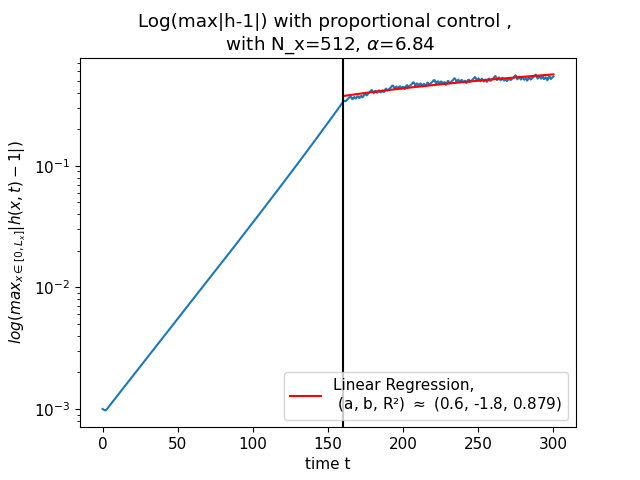 Log(max|h-1|) with proportional control ,
with N_x=512, α=6.84
log(max_{x∈[0,L_x]}|h(x, t) − 1|)
10⁻¹
10⁻²
10⁻³
Linear Regression,
(a, b, R²) ≈ (0.6, -1.8, 0.879)
0 50 100 150 200 250 300
time t